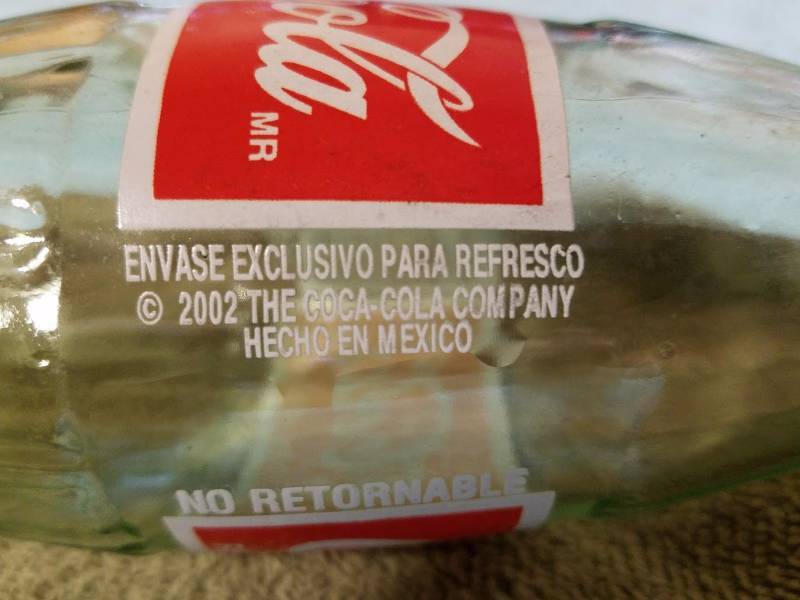 Cola
MR
ENVASE EXCLUSIVO PARA REFRESCO
© 2002 THE COCA-COLA COMPANY
HECHO EN MEXICO
NO RETORNABLE